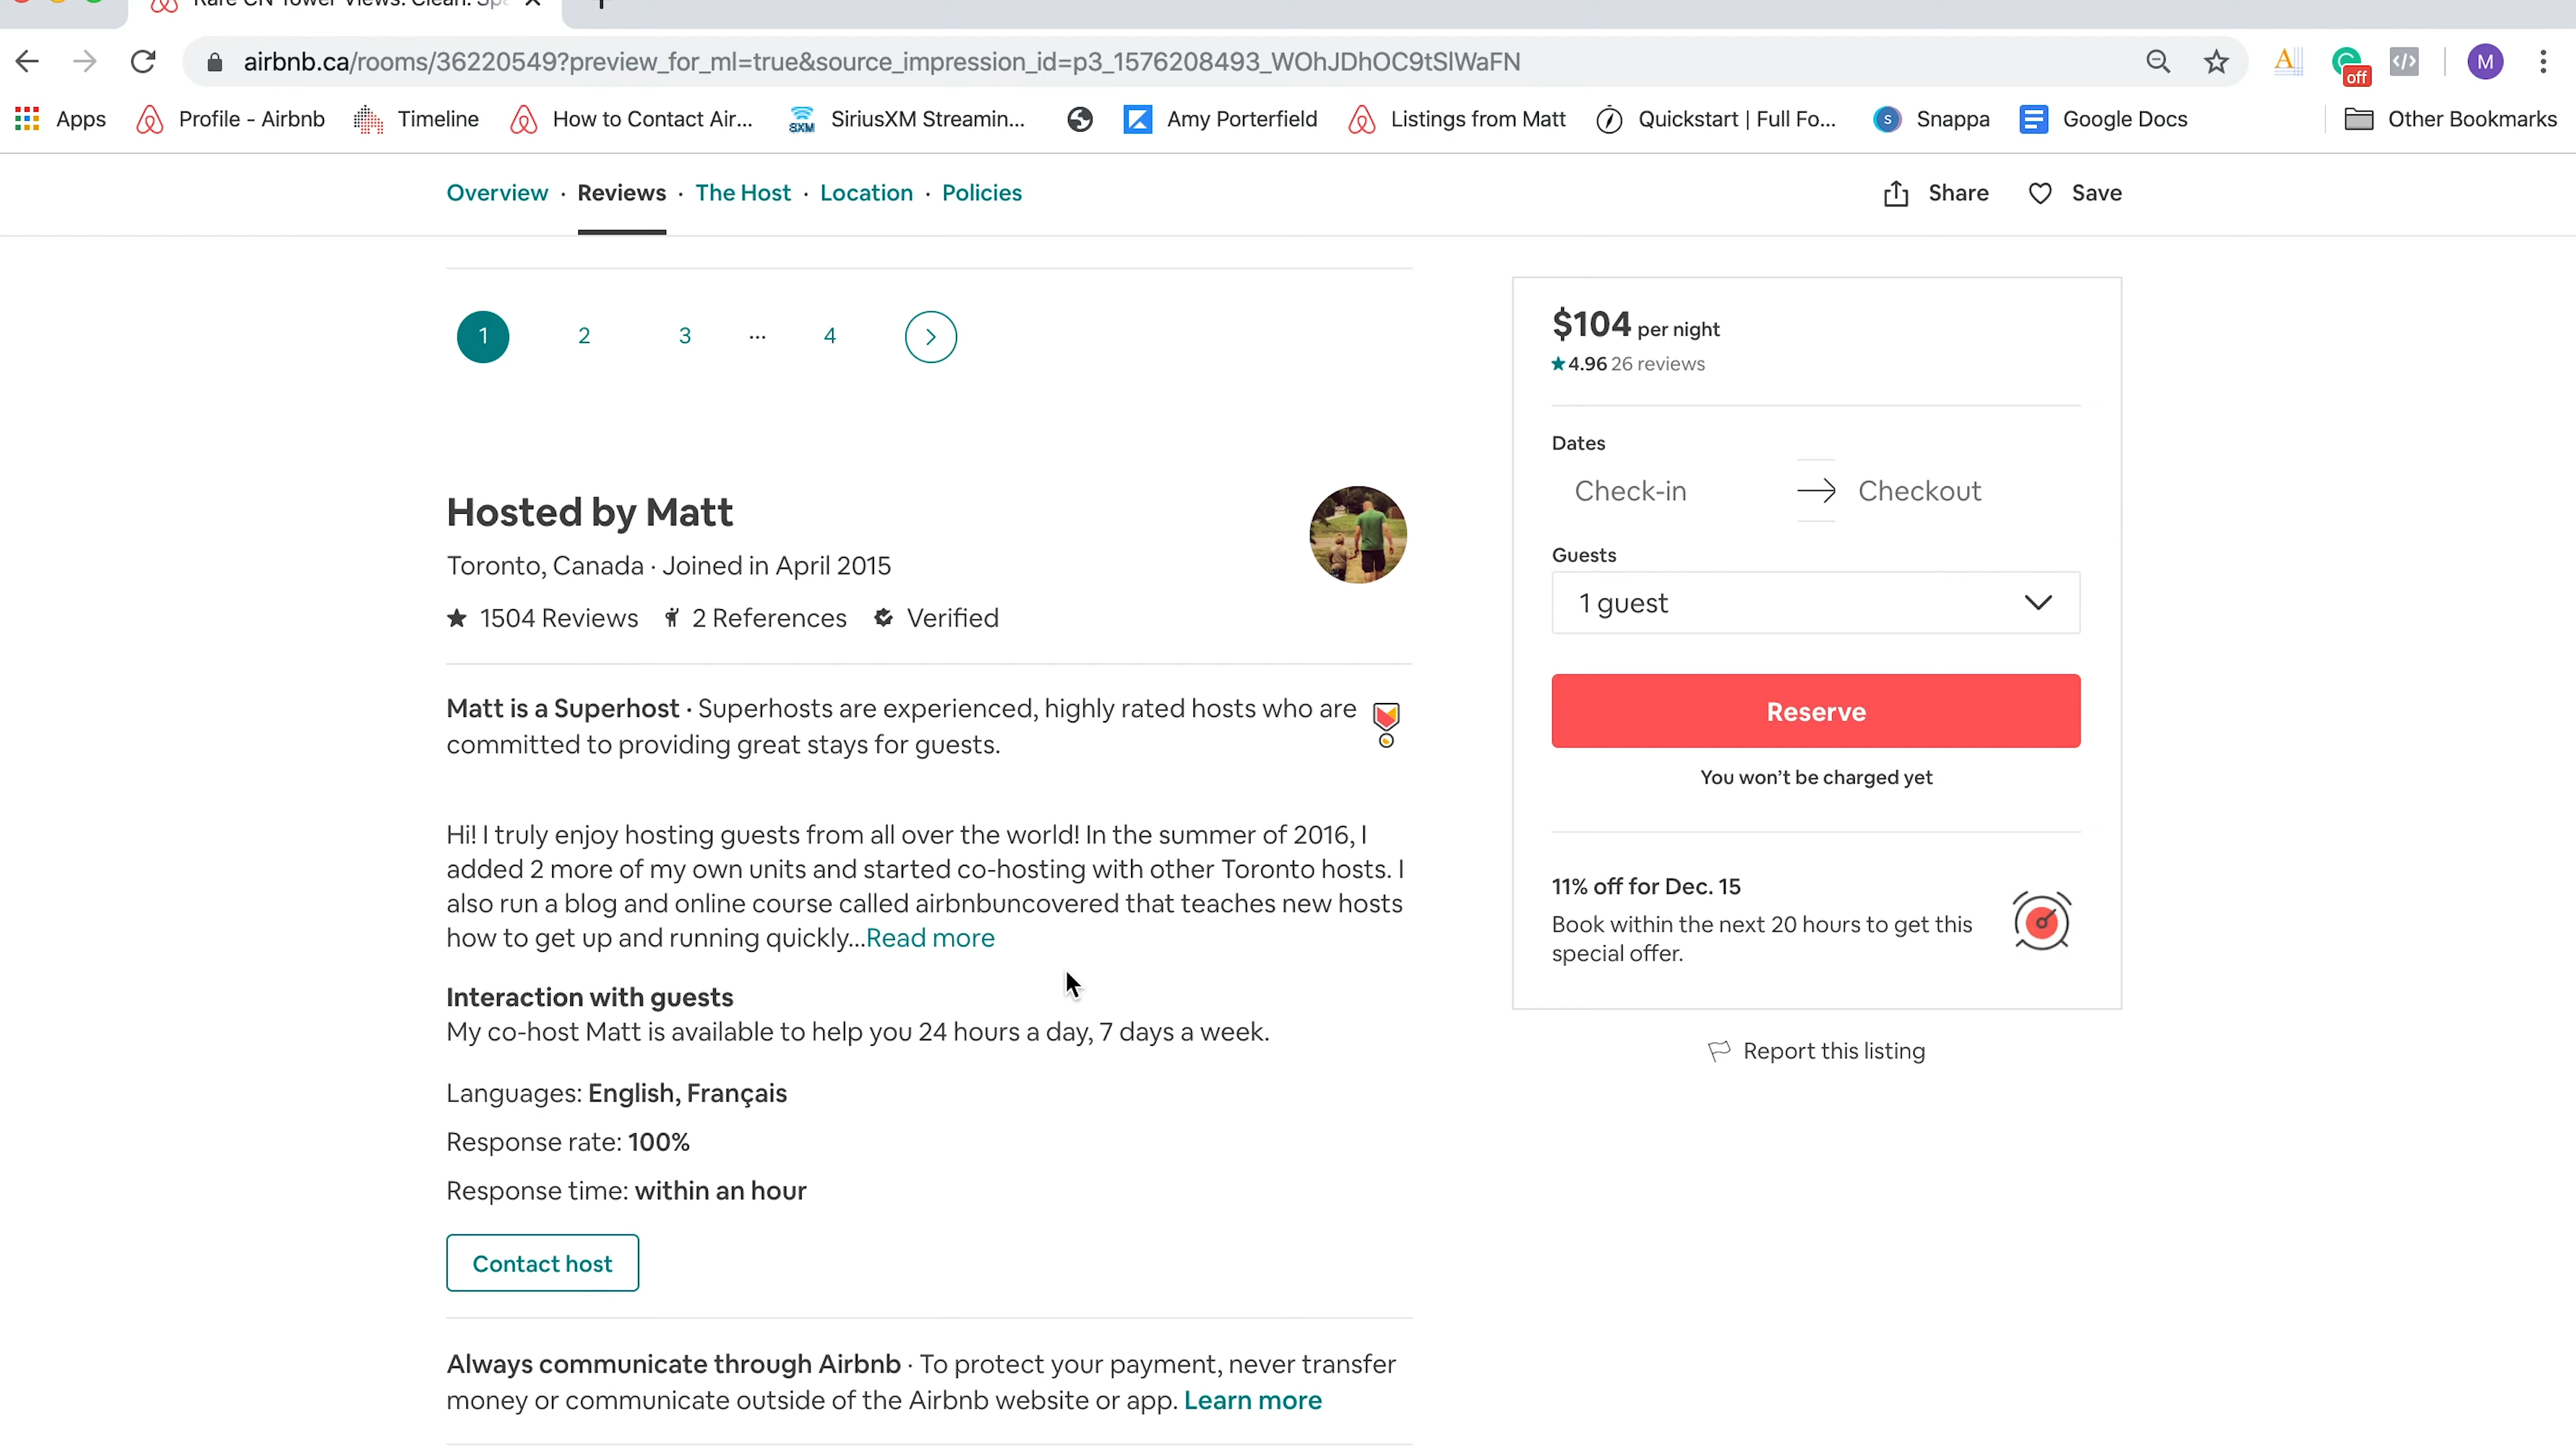 Rare CN Tower Views. Clean. Spa
airbnb.ca/rooms/36220549?preview_for_ml=true&source_impression_id=p3_1576208493_WOhJDhOC9tSlWaFN
A
off
M
Apps
Profile - Airbnb
Timeline
How to Contact Air...
SXM
SiriusXM Streamin...
Amy Porterfield
Listings from Matt
Quickstart | Full Fo...
S
Snappa
Google Docs
Other Bookmarks
Overview · Reviews · The Host · Location · Policies
Share
Save
1 2 3 ... 4
$104 per night
4.96 26 reviews
Dates
Check-in
Checkout
Guests
1 guest
Reserve
You won't be charged yet
11% off for Dec. 15
Book within the next 20 hours to get this
special offer.
Report this listing
Hosted by Matt
Toronto, Canada · Joined in April 2015
1504 Reviews 2 References Verified
Matt is a Superhost · Superhosts are experienced, highly rated hosts who are
committed to providing great stays for guests.
Hi! I truly enjoy hosting guests from all over the world! In the summer of 2016, I
added 2 more of my own units and started co-hosting with other Toronto hosts. I
also run a blog and online course called airbnbuncovered that teaches new hosts
how to get up and running quickly...Read more
Interaction with guests
My co-host Matt is available to help you 24 hours a day, 7 days a week.
Languages: English, Français
Response rate: 100%
Response time: within an hour
Contact host
Always communicate through Airbnb · To protect your payment, never transfer
money or communicate outside of the Airbnb website or app. Learn more